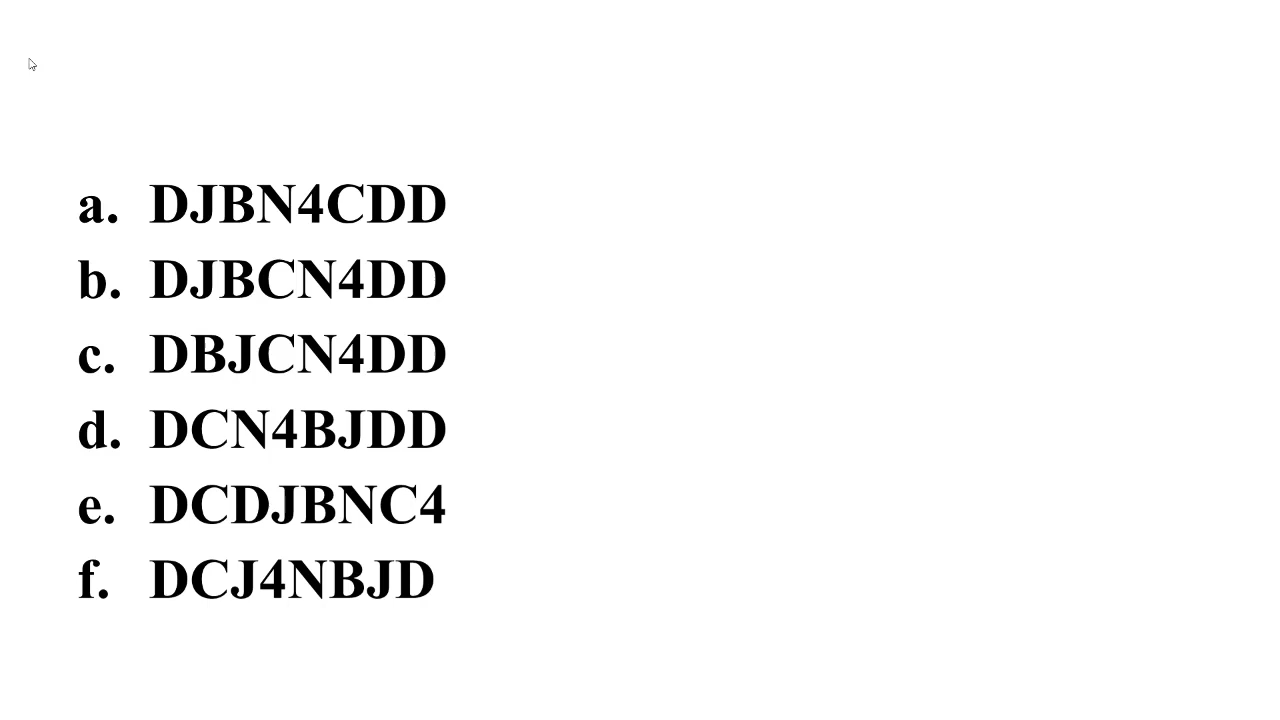 a. DJBN4CDD
b. DJBCN4DD
c. DBJCN4DD
d. DCN4BJDD
e. DCDJBNC4
f. DCJ4NBJD